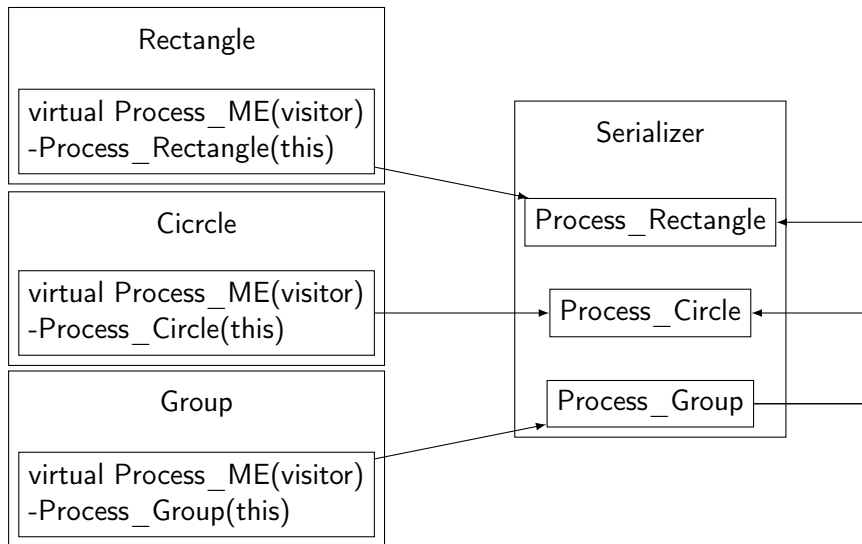 Rectangle
virtual Process_ME(visitor)
-Process_Rectangle(this)
Cicrcle
virtual Process_ME(visitor)
-Process_Circle(this)
Group
virtual Process_ME(visitor)
-Process_Group(this)
Serializer
Process_Rectangle
Process_Circle
Process_Group